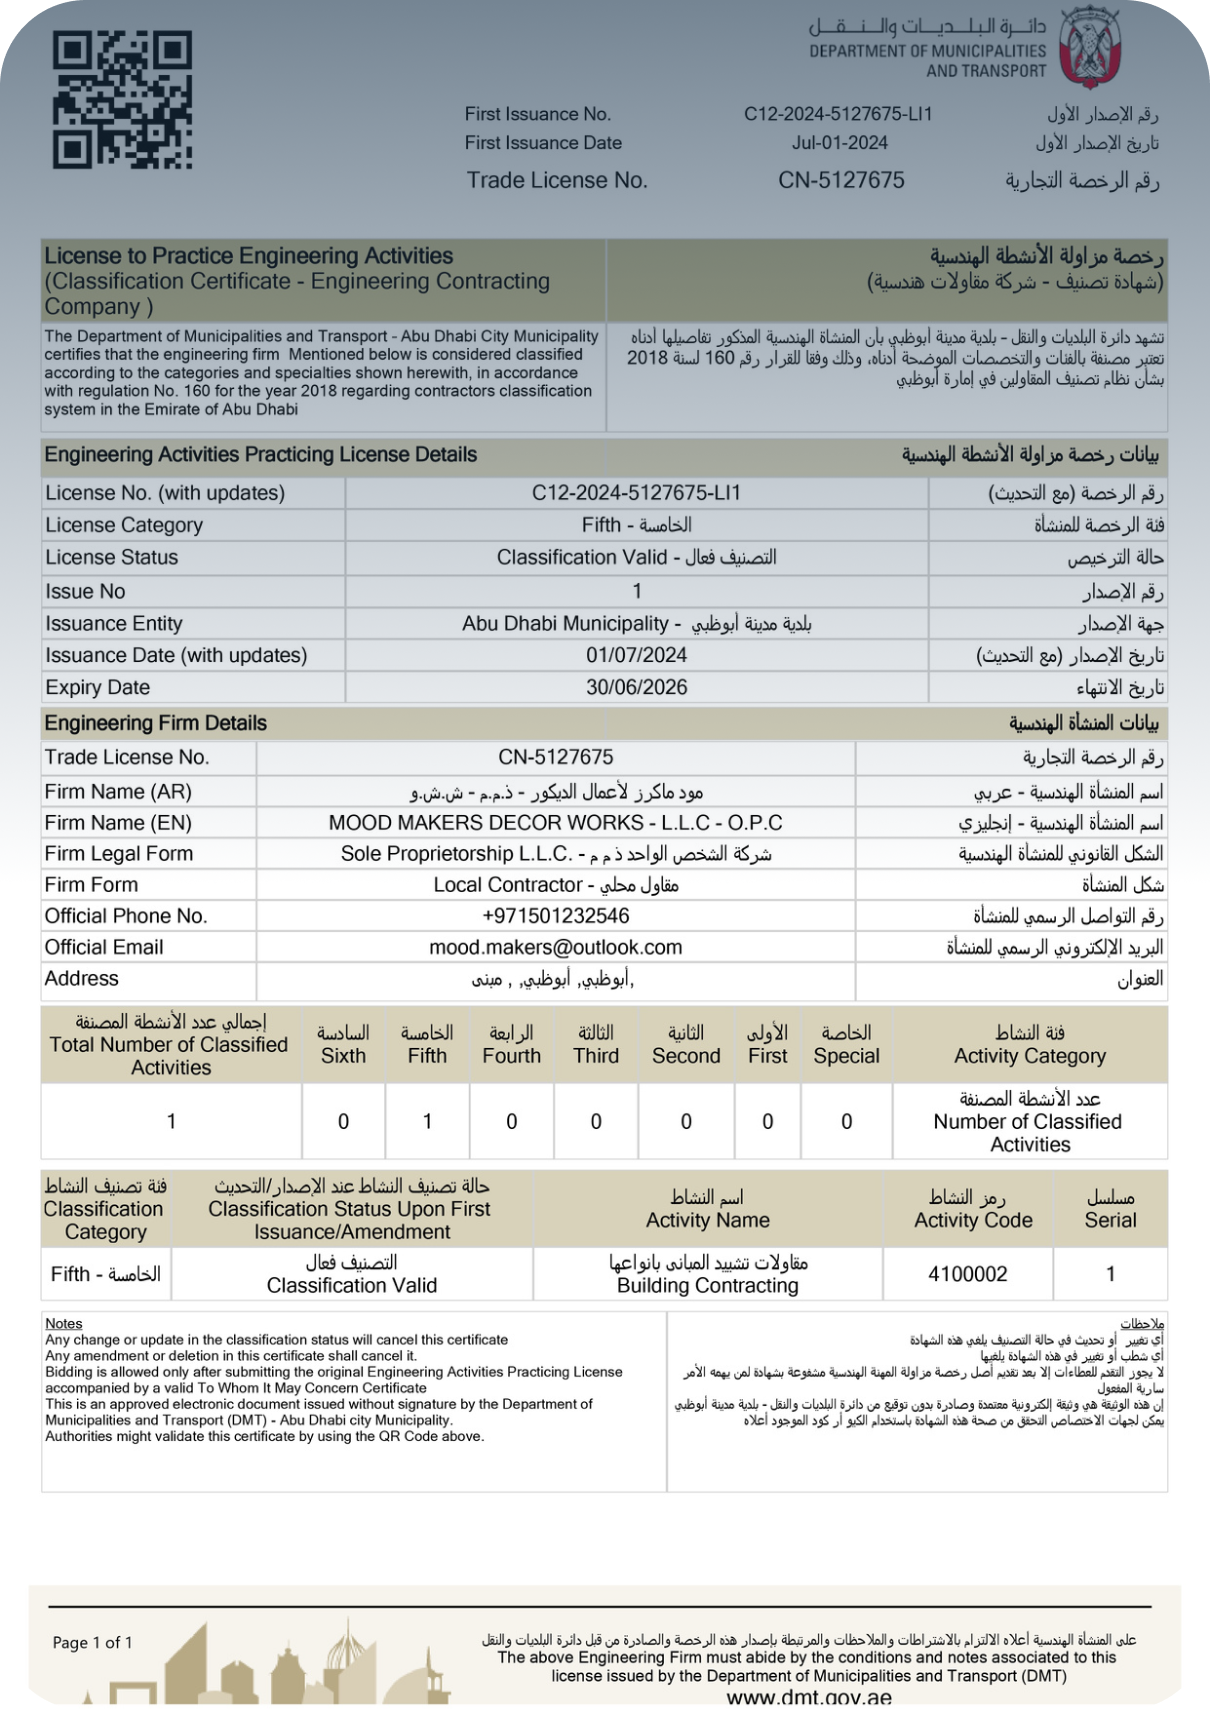 دائرة البلديات والنقل
DEPARTMENT OF MUNICIPALITIES
AND TRANSPORT
First Issuance No. C12-2024-5127675-LI1 رقم الإصدار الأول
First Issuance Date Jul-01-2024 تاريخ الإصدار الأول
Trade License No. CN-5127675 رقم الرخصة التجارية
License to Practice Engineering Activities
(Classification Certificate - Engineering Contracting
Company )
رخصة مزاولة الأنشطة الهندسية
(شهادة تصنيف - شركة مقاولات هندسية)
The Department of Municipalities and Transport - Abu Dhabi City Municipality
certifies that the engineering firm Mentioned below is considered classified
according to the categories and specialties shown herewith, in accordance
with regulation No. 160 for the year 2018 regarding contractors classification
system in the Emirate of Abu Dhabi
تشهد دائرة البلديات والنقل - بلدية مدينة أبوظبي بأن المنشاة الهندسية المذكور تفاصيلها أدناه
تعتبر مصنفة بالفئات والتخصصات الموضحة أدناه، وذلك وفقا للقرار رقم 160 لسنة 2018
بشأن نظام تصنيف المقاولين في إمارة أبوظبي
Engineering Activities Practicing License Details بيانات رخصة مزاولة الأنشطة الهندسية
License No. (with updates) C12-2024-5127675-LI1 رقم الرخصة (مع التحديث)
License Category Fifth - الخامسة فئة الرخصة للمنشأة
License Status Classification Valid - التصنيف فعال حالة الترخيص
Issue No 1 رقم الإصدار
Issuance Entity Abu Dhabi Municipality - بلدية مدينة أبوظبي جهة الإصدار
Issuance Date (with updates) 01/07/2024 تاريخ الإصدار (مع التحديث)
Expiry Date 30/06/2026 تاريخ الانتهاء
Engineering Firm Details بيانات المنشأة الهندسية
Trade License No. CN-5127675 رقم الرخصة التجارية
Firm Name (AR) مود ماكرز لأعمال الديكور - ذ.م.م - ش.ش.و اسم المنشأة الهندسية - عربي
Firm Name (EN) MOOD MAKERS DECOR WORKS - L.L.C - O.P.C اسم المنشأة الهندسية - إنجليزي
Firm Legal Form Sole Proprietorship L.L.C. - شركة الشخص الواحد ذ م م الشكل القانوني للمنشأة الهندسية
Firm Form Local Contractor - مقاول محلي شكل المنشأة
Official Phone No. +971501232546 رقم التواصل الرسمي للمنشأة
Official Email mood.makers@outlook.com البريد الإلكتروني الرسمي للمنشأة
Address أبوظبي, أبوظبي, , مبنى, العنوان
إجمالي عدد الأنشطة المصنفة السادسة الخامسة الرابعة الثالثة الثانية الأولى الخاصة فئة النشاط
Total Number of Classified Activities Sixth Fifth Fourth Third Second First Special Activity Category
عدد الأنشطة المصنفة
1 0 1 0 0 0 0 0 Number of Classified Activities
فئة تصنيف النشاط حالة تصنيف النشاط عند الإصدار/التحديث اسم النشاط رمز النشاط مسلسل
Classification Category Classification Status Upon First Issuance/Amendment Activity Name Activity Code Serial
التصنيف فعال مقاولات تشييد المباني بانواعها
Fifth - الخامسة Classification Valid Building Contracting 4100002 1
Notes
Any change or update in the classification status will cancel this certificate
Any amendment or deletion in this certificate shall cancel it.
Bidding is allowed only after submitting the original Engineering Activities Practicing License
accompanied by a valid To Whom It May Concern Certificate
This is an approved electronic document issued without signature by the Department of
Municipalities and Transport (DMT) - Abu Dhabi city Municipality.
Authorities might validate this certificate by using the QR Code above.
ملاحظات
أي تغيير أو تحديث في حالة التصنيف يلغي هذه الشهادة
أي شطب أو تغيير في هذه الشهادة يلغيها
لا يجوز التقدم للعطاءات إلا بعد تقديم أصل رخصة مزاولة المهنة الهندسية مشفوعة بشهادة لمن يهمه الأمر
سارية المفعول
إن هذه الوثيقة هي وثيقة إلكترونية معتمدة وصادرة بدون توقيع من دائرة البلديات والنقل - بلدية مدينة أبوظبي
يمكن لجهات الاختصاص التحقق من صحة هذه الشهادة باستخدام الكيو أر كود الموجود أعلاه
Page 1 of 1
على المنشأة الهندسية أعلاه الالتزام بالاشتراطات والملاحظات والمرتبطة بإصدار هذه الرخصة والصادرة من قبل دائرة البلديات والنقل
The above Engineering Firm must abide by the conditions and notes associated to this
license issued by the Department of Municipalities and Transport (DMT)
www.dmt.gov.ae